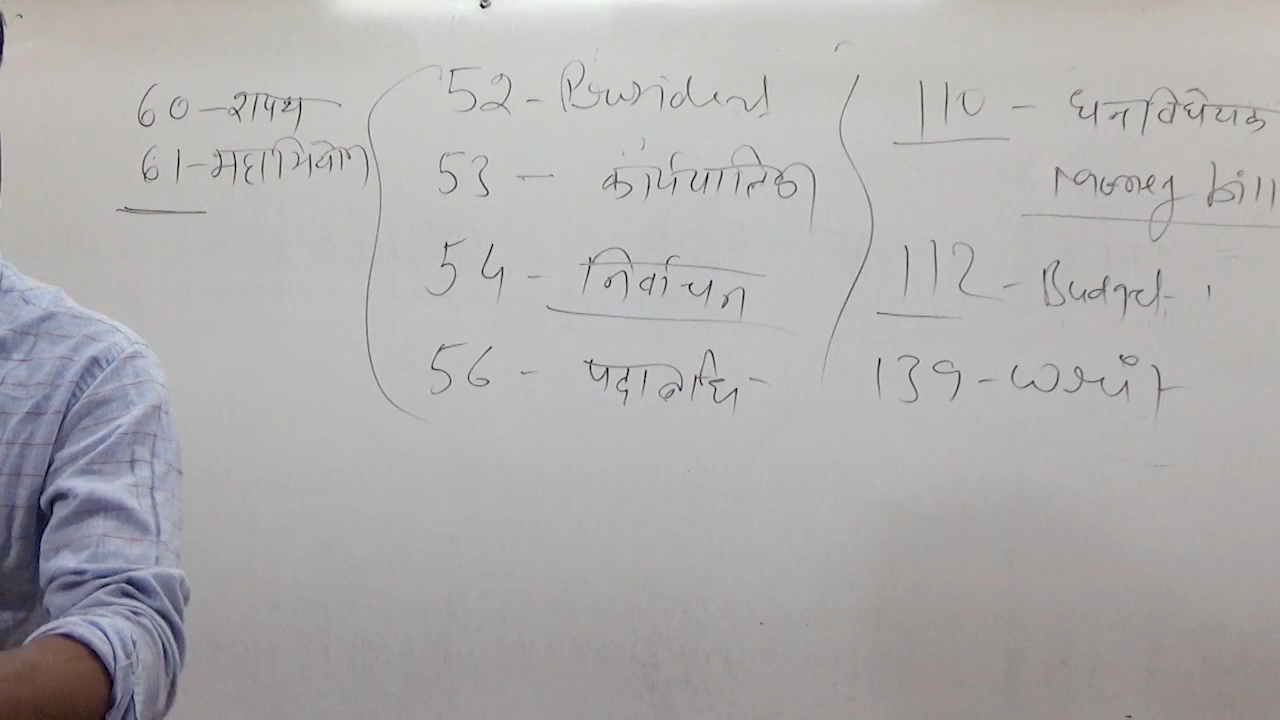 60 - शपथ
61 - महाभियोग
52 - President
53 - कार्यपालिका
54 - निर्वाचन
56 - पदावधि
110 - धन विधेयक
Money bill
112 - Budget
139 - writ